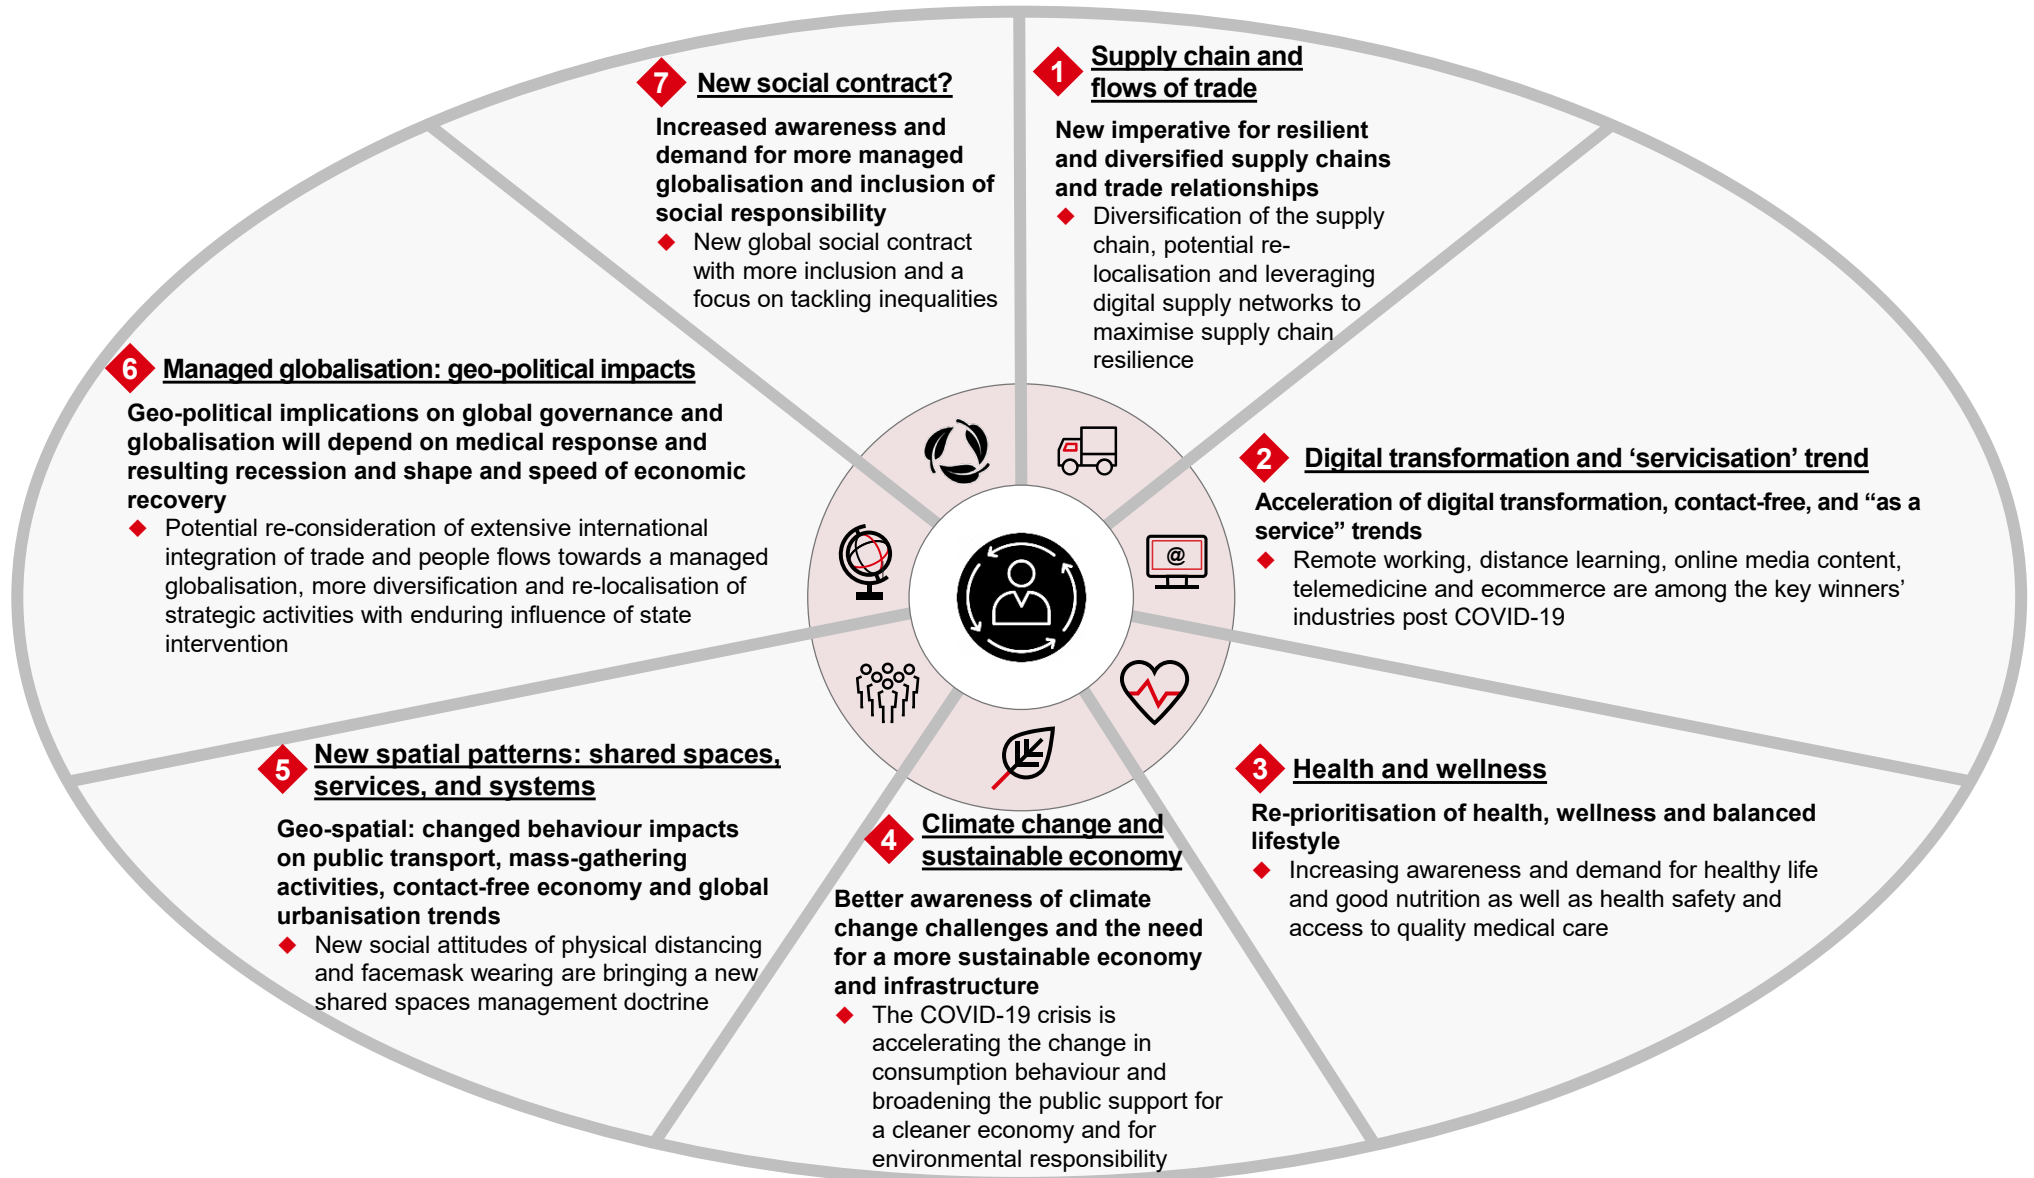 1
Supply chain and
flows of trade
New imperative for resilient
and diversified supply chains
and trade relationships
Diversification of the supply
chain, potential re-
localisation and leveraging
digital supply networks to
maximise supply chain
resilience
2
Digital transformation and ‘servicisation’ trend
Acceleration of digital transformation, contact-free, and “as a
service” trends
Remote working, distance learning, online media content,
telemedicine and ecommerce are among the key winners’
industries post COVID-19
@
3
Health and wellness
Re-prioritisation of health, wellness and balanced
lifestyle
Increasing awareness and demand for healthy life
and good nutrition as well as health safety and
access to quality medical care
4
Climate change and
sustainable economy
Better awareness of climate
change challenges and the need
for a more sustainable economy
and infrastructure
The COVID-19 crisis is
accelerating the change in
consumption behaviour and
broadening the public support for
a cleaner economy and for
environmental responsibility
5
New spatial patterns: shared spaces,
services, and systems
Geo-spatial: changed behaviour impacts
on public transport, mass-gathering
activities, contact-free economy and global
urbanisation trends
New social attitudes of physical distancing
and facemask wearing are bringing a new
shared spaces management doctrine
6
Managed globalisation: geo-political impacts
Geo-political implications on global governance and
globalisation will depend on medical response and
resulting recession and shape and speed of economic
recovery
Potential re-consideration of extensive international
integration of trade and people flows towards a managed
globalisation, more diversification and re-localisation of
strategic activities with enduring influence of state
intervention
7
New social contract?
Increased awareness and
demand for more managed
globalisation and inclusion of
social responsibility
New global social contract
with more inclusion and a
focus on tackling inequalities